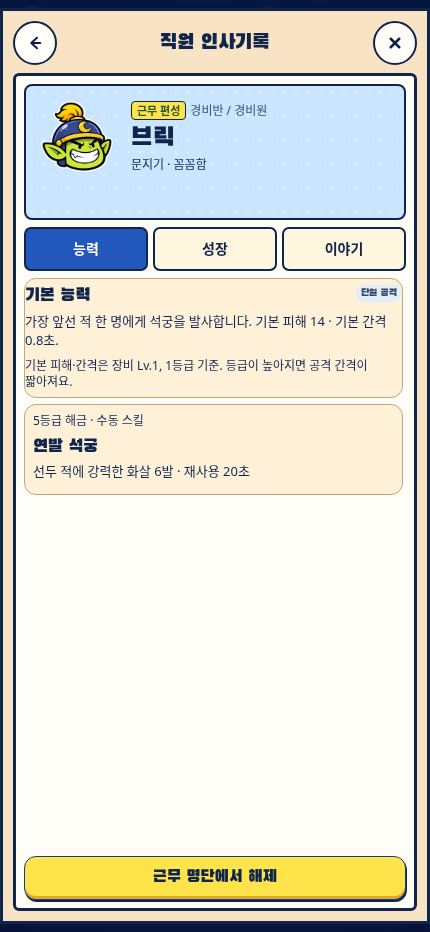 직원 인사기록
근무 편성 경비반 / 경비원
브릭
문지기 · 꼼꼼함
능력
성장
이야기
기본 능력
단일 공격
가장 앞선 적 한 명에게 석궁을 발사합니다. 기본 피해 14 · 기본 간격
0.8초.
기본 피해·간격은 장비 Lv.1, 1등급 기준. 등급이 높아지면 공격 간격이
짧아져요.
5등급 해금 · 수동 스킬
연발 석궁
선두 적에 강력한 화살 6발 · 재사용 20초
근무 명단에서 해제